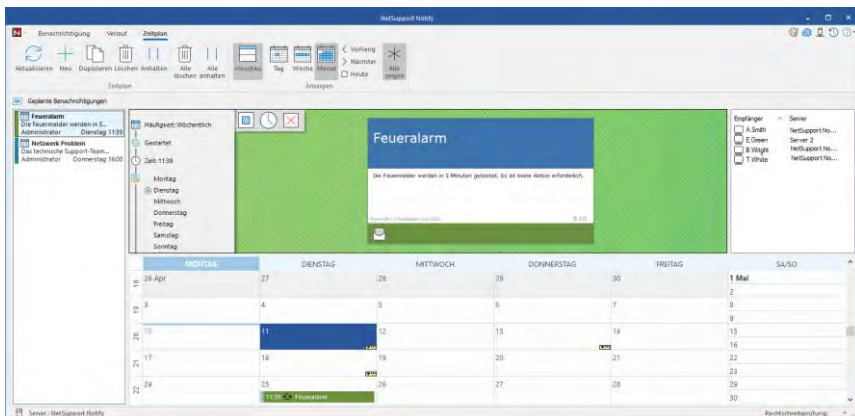 NetSupport Notify
Benachrichtigung Verlauf Zeitplan
Aktualisieren Neu Duplizieren Löschen Anhalten Alle löschen Alle anhalten
Vorschau Tag Woche Monat
Vorherig
Nächster
Heute
Alle zeigen
Zeitplan Anzeigen
Geplante Benachrichtigungen
Feueralarm
Die Feuermelder werden in 5...
Administrator Dienstag 11:39
Netzwerk Problem
Das technische Support-Team...
Administrator Donnerstag 16:00
Häufigkeit: Wöchentlich
Gestartet
Zeit: 11:39
Montag
Dienstag
Mittwoch
Donnerstag
Freitag
Samstag
Sonntag
Feueralarm
Die Feuermelder werden in 5 Minuten getestet. Es ist keine Aktion erforderlich.
Empfänger Server
A.Smith NetSupport No...
E.Green Server 2
B.Wright NetSupport No...
T.White NetSupport No...
MONTAG DIENSTAG MITTWOCH DONNERSTAG FREITAG SA/SO
18 26 Apr 27 28 29 30 1 Mai
2
19 3 4 5 6 7 8
9
20 10 11 12 13 14 15
16
21 17 18 19 20 21 22
23
22 24 25 26 27 28 29
11:39 Feueralarm
30
Server : NetSupport Notify
Rechtschreibprüfung: